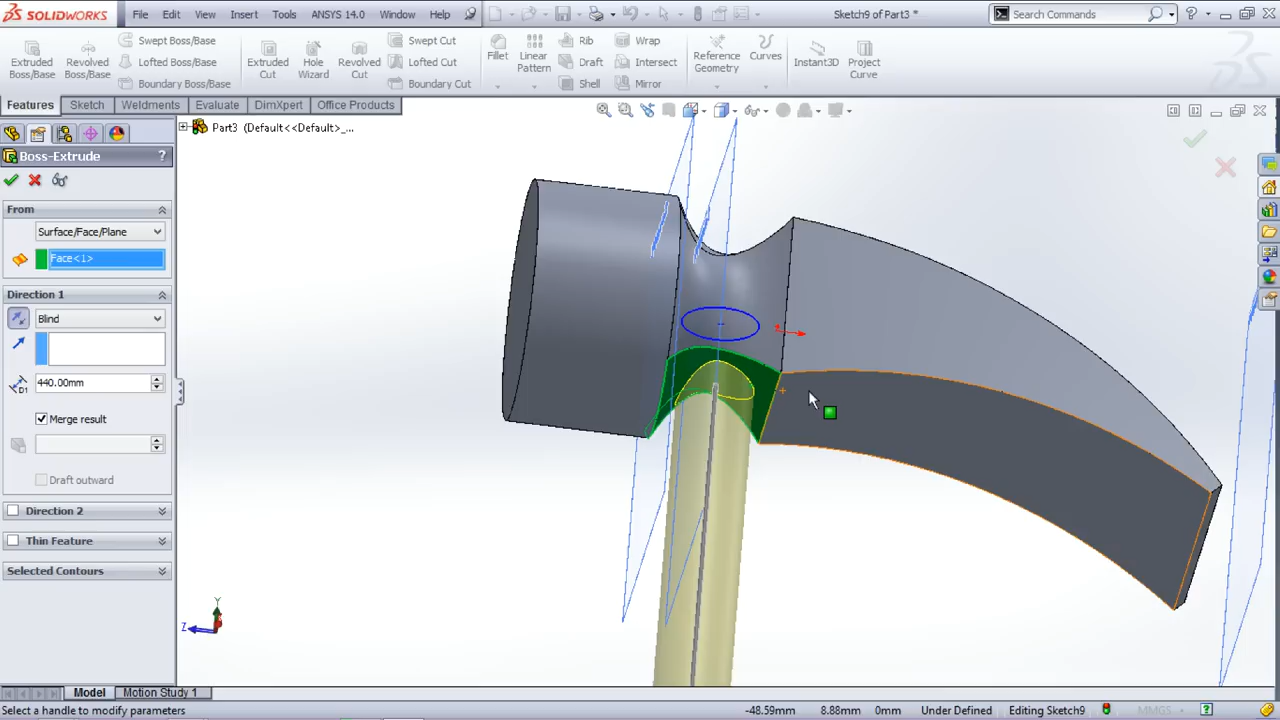 SOLIDWORKS File Edit View Insert Tools ANSYS 14.0 Window Help Sketch9 of Part3 * Search Commands
Extruded Boss/Base
Revolved Boss/Base
Swept Boss/Base
Lofted Boss/Base
Boundary Boss/Base
Extruded Cut
Hole Wizard
Revolved Cut
Swept Cut
Lofted Cut
Boundary Cut
Fillet
Linear Pattern
Rib
Draft
Shell
Wrap
Intersect
Mirror
Reference Geometry
Curves
Instant3D
Project Curve
Features Sketch Weldments Evaluate DimXpert Office Products
Part3 (Default<<Default>_...
Boss-Extrude ?
From
Surface/Face/Plane
Face<1>
Direction 1
Blind
D1 440.00mm
Merge result
Draft outward
Direction 2
Thin Feature
Selected Contours
Y
Z
Model Motion Study 1
Select a handle to modify parameters -48.59mm 8.88mm 0mm Under Defined Editing Sketch9 MMGS ?